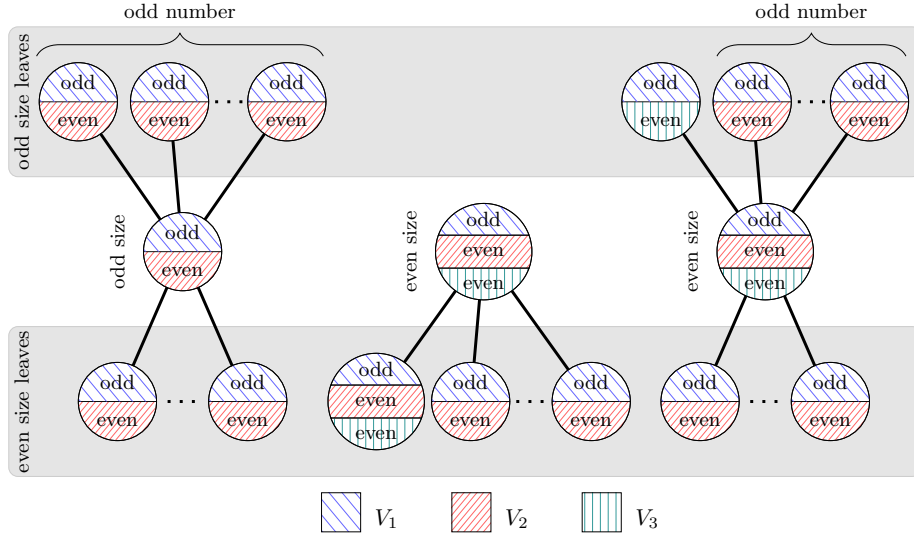 odd number
odd number
odd size leaves
odd
odd
odd
odd
odd
odd
even
even
· · ·
even
even
even
· · ·
even
odd size
even size
even size
odd
odd
odd
even
even
even
even
even
even size leaves
odd
odd
odd
odd
odd
odd
odd
even
· · ·
even
even
even
even
· · ·
even
even
· · ·
even
even
V1
V2
V3